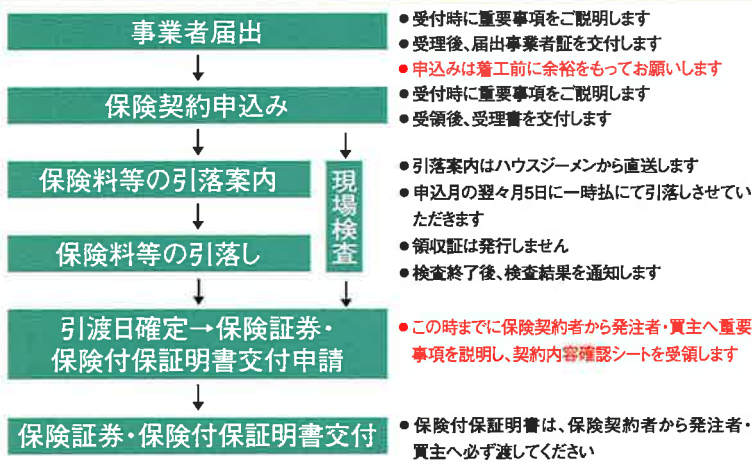 事業者届出
● 受付時に重要事項をご説明します
● 受理後、届出事業者証を交付します
● 申込みは着工前に余裕をもってお願いします
保険契約申込み
● 受付時に重要事項をご説明します
● 受領後、受理書を交付します
保険料等の引落案内
現場検査
● 引落案内はハウスジーメンから直送します
● 申込月の翌々月5日に一時払にて引落しさせてい
ただきます
保険料等の引落し
● 領収証は発行しません
● 検査終了後、検査結果を通知します
引渡日確定→保険証券・
保険付保証明書交付申請
● この時までに保険契約者から発注者・買主へ重要
事項を説明し、契約内容確認シートを受領します
保険証券・保険付保証明書交付
● 保険付保証明書は、保険契約者から発注者・
買主へ必ず渡してください